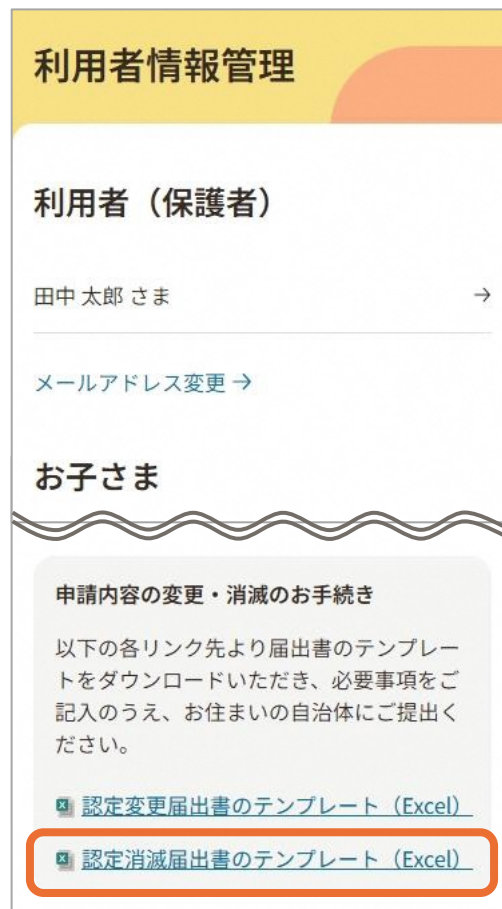 利用者情報管理
利用者（保護者）
田中 太郎 さま →
メールアドレス変更 →
お子さま
申請内容の変更・消滅のお手続き
以下の各リンク先より届出書のテンプレー
トをダウンロードいただき、必要事項をご
記入のうえ、お住まいの自治体にご提出く
ださい。
認定変更届出書のテンプレート（Excel）
認定消滅届出書のテンプレート（Excel）